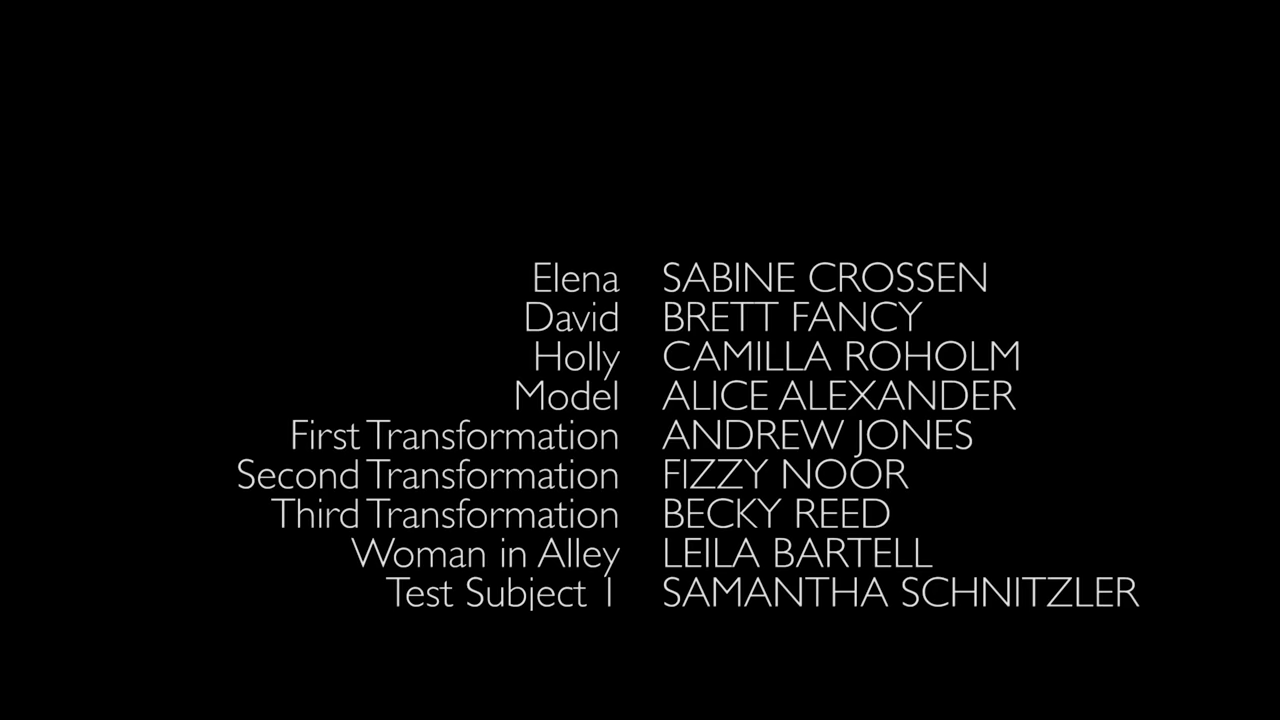 Elena SABINE CROSSEN
David BRETT FANCY
Holly CAMILLA ROHOLM
Model ALICE ALEXANDER
First Transformation ANDREW JONES
Second Transformation FIZZY NOOR
Third Transformation BECKY REED
Woman in Alley LEILA BARTELL
Test Subject 1 SAMANTHA SCHNITZLER